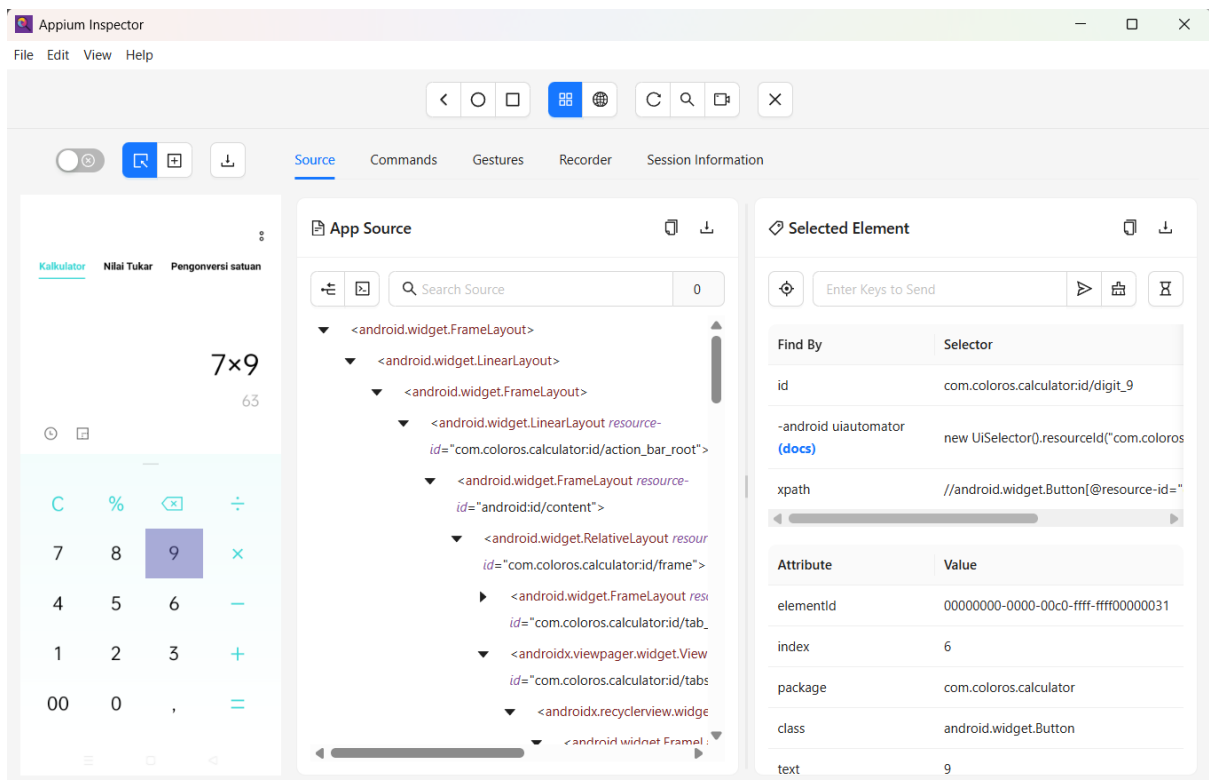 Appium Inspector
File Edit View Help
Source Commands Gestures Recorder Session Information
Kalkulator Nilai Tukar Pengonversi satuan
7×9
63
C % ÷
7 8 9 ×
4 5 6 −
1 2 3 +
00 0 , =
App Source
Search Source 0
<android.widget.FrameLayout>
<android.widget.LinearLayout>
<android.widget.FrameLayout>
<android.widget.LinearLayout resource-
id="com.coloros.calculator:id/action_bar_root">
<android.widget.FrameLayout resource-
id="android:id/content">
<android.widget.RelativeLayout resour
id="com.coloros.calculator:id/frame">
<android.widget.FrameLayout res
id="com.coloros.calculator:id/tab_
<androidx.viewpager.widget.View
id="com.coloros.calculator:id/tabs
<androidx.recyclerview.widge
<android.widget.Framel
Selected Element
Enter Keys to Send
Find By Selector
id com.coloros.calculator:id/digit_9
-android uiautomator
(docs)
new UiSelector().resourceId("com.coloros
xpath //android.widget.Button[@resource-id="
Attribute Value
elementId 00000000-0000-00c0-ffff-ffff00000031
index 6
package com.coloros.calculator
class android.widget.Button
text 9